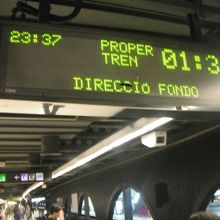 23:37 PROPER 01:3
TREN
DIRECCIÓ FONDO